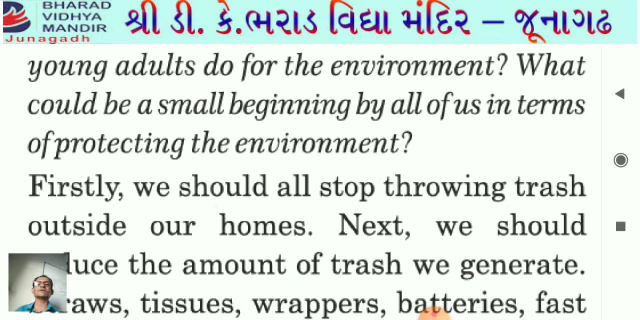 BHARAD
VIDHYA
MANDIR
Junagadh
શ્રી ડી. કે.ભરાડ વિદ્યા મંદિર – જૂનાગઢ
young adults do for the environment? What
could be a small beginning by all of us in terms
of protecting the environment?
Firstly, we should all stop throwing trash
outside our homes. Next, we should
the amount of trash we generate.
tissues, wrappers, batteries, fast